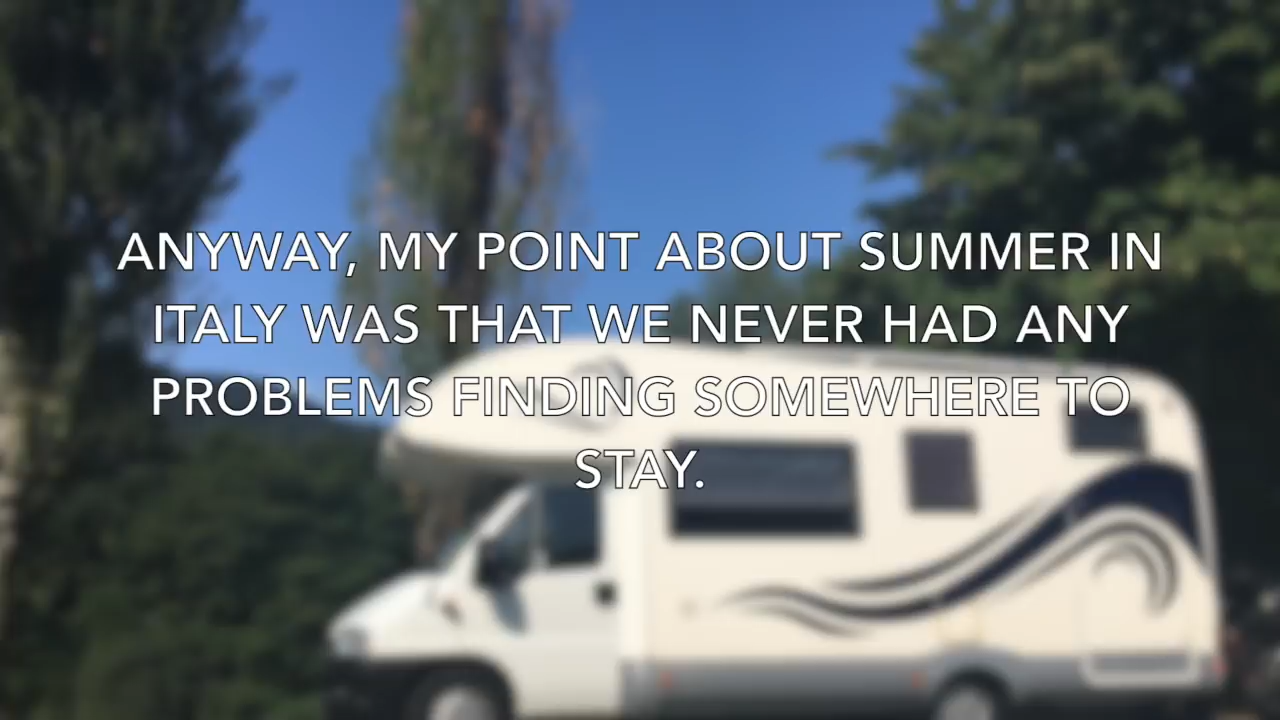 ANYWAY, MY POINT ABOUT SUMMER IN
ITALY WAS THAT WE NEVER HAD ANY
PROBLEMS FINDING SOMEWHERE TO
STAY.